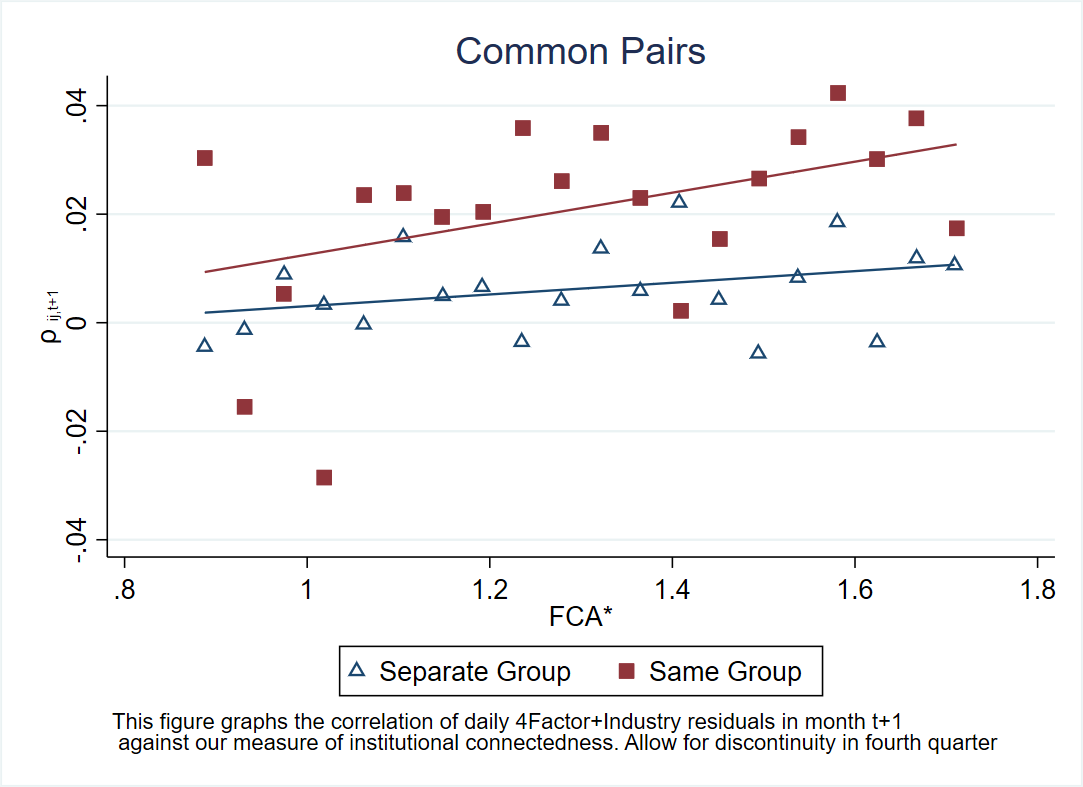 Common Pairs
.04
.02
0
-.02
-.04
ρ ij,t+1
.8 1 1.2 1.4 1.6 1.8
FCA*
Separate Group Same Group
This figure graphs the correlation of daily 4Factor+Industry residuals in month t+1
against our measure of institutional connectedness. Allow for discontinuity in fourth quarter